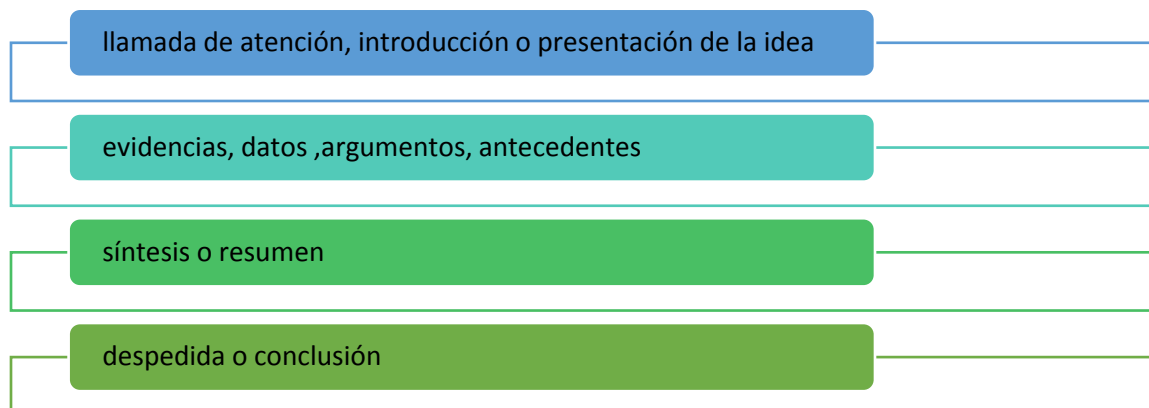 llamada de atención, introducción o presentación de la idea
evidencias, datos ,argumentos, antecedentes
síntesis o resumen
despedida o conclusión